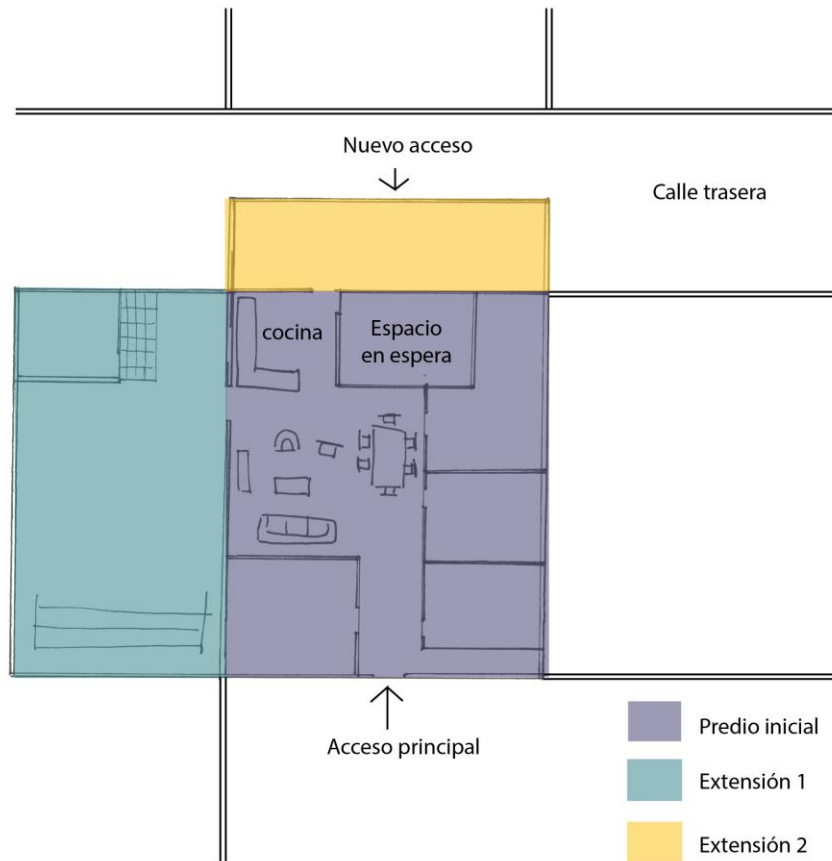 Nuevo acceso
Calle trasera
cocina
Espacio
en espera
Acceso principal
Predio inicial
Extensión 1
Extensión 2